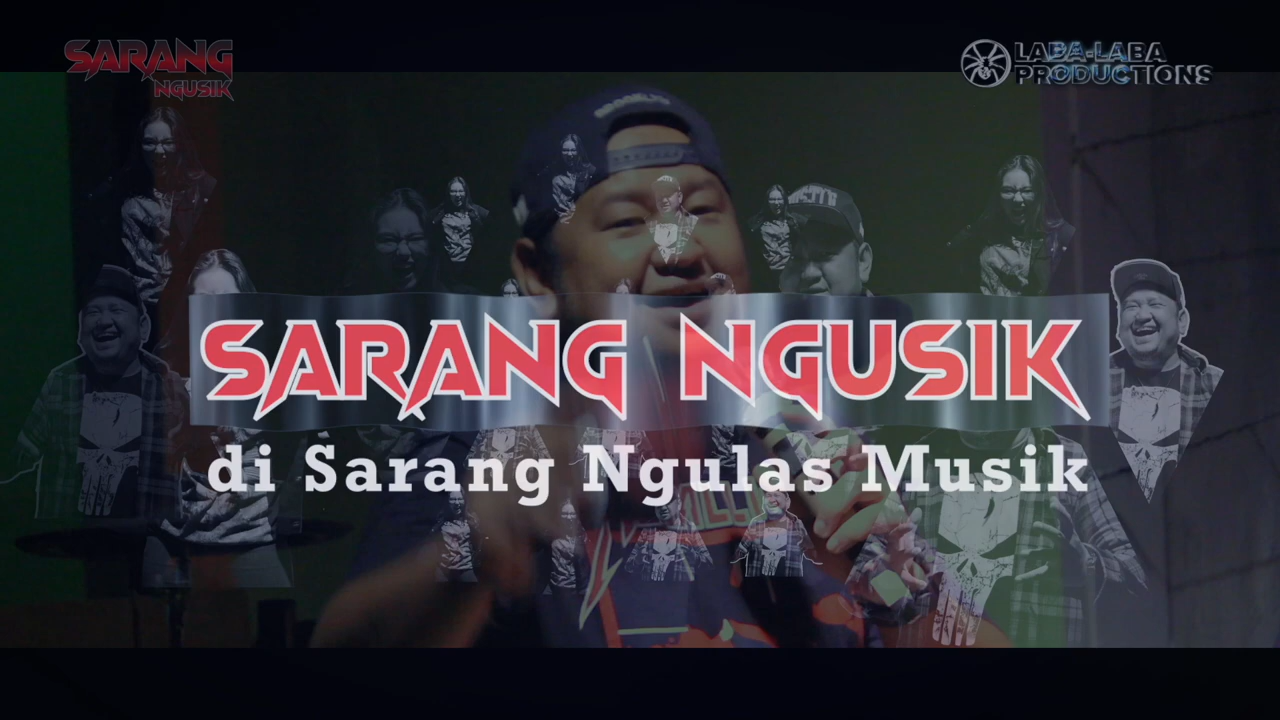 SARANG
NGUSIK
LABA-LABA
PRODUCTIONS
SARANG NGUSIK
di Sarang Ngulas Musik